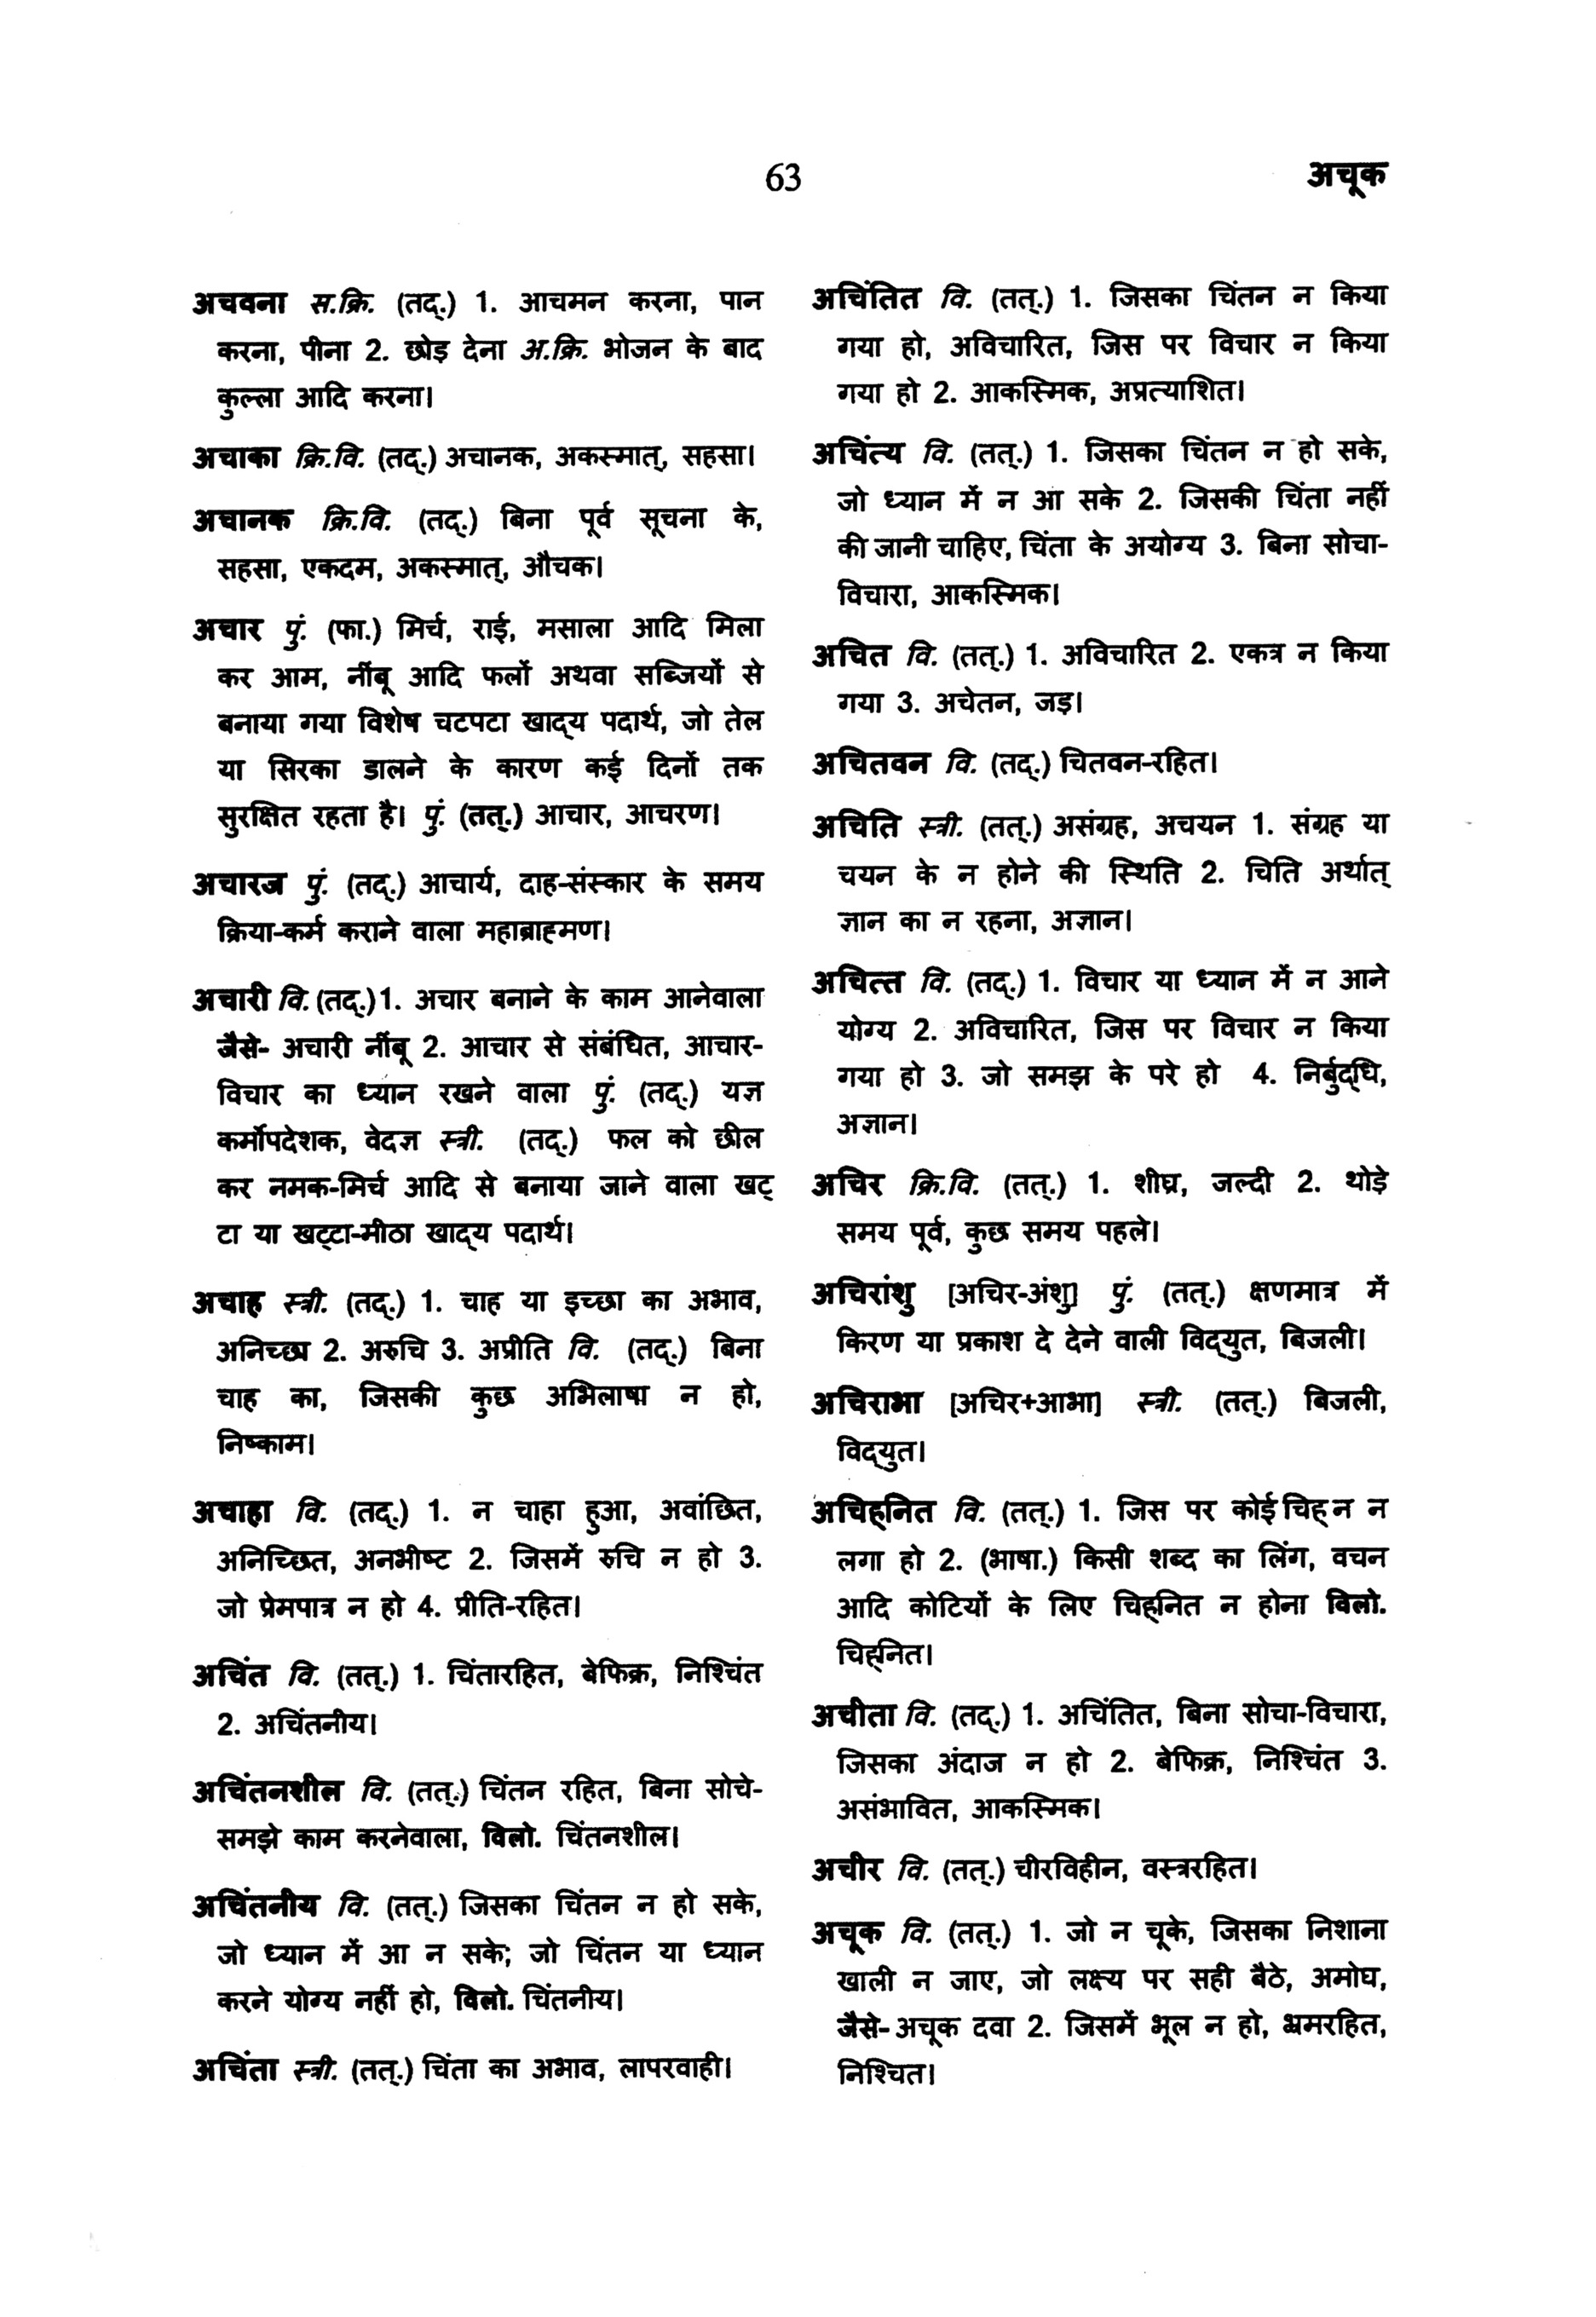 63
अचूक
अचवना स.क्रि. (तद्.) 1. आचमन करना, पान
करना, पीना 2. छोड़ देना अ.क्रि. भोजन के बाद
कुल्ला आदि करना।
अचाका क्रि.वि. (तद्.) अचानक, अकस्मात्, सहसा।
अचानक क्रि.वि. (तद्.) बिना पूर्व सूचना के,
सहसा, एकदम, अकस्मात्, औचक।
अचार पुं. (फा.) मिर्च, राई, मसाला आदि मिला
कर आम, नींबू आदि फलों अथवा सब्जियों से
बनाया गया विशेष चटपटा खाद्‌य पदार्थ, जो तेल
या सिरका डालने के कारण कई दिनों तक
सुरक्षित रहता है। पुं. (तत्.) आचार, आचरण।
अचारज पुं. (तद्.) आचार्य, दाह-संस्कार के समय
क्रिया-कर्म कराने वाला महाब्राह्‌मण।
अचारी वि. (तद्.)1. अचार बनाने के काम आनेवाला
जैसे- अचारी नींबू 2. आचार से संबंधित, आचार-
विचार का ध्यान रखने वाला पुं. (तद्.) यज्ञ
कर्मोपदेशक, वेदज्ञ स्त्री. (तद्.) फल को छील
कर नमक-मिर्च आदि से बनाया जाने वाला खट्
टा या खट्‌टा-मीठा खाद्‌य पदार्थ।
अचाह स्त्री. (तद्.) 1. चाह या इच्छा का अभाव,
अनिच्छा 2. अरुचि 3. अप्रीति वि. (तद्.) बिना
चाह का, जिसकी कुछ अभिलाषा न हो,
निष्काम।
अचाहा वि. (तद्.) 1. न चाहा हुआ, अवांछित,
अनिच्छित, अनभीष्ट 2. जिसमें रुचि न हो 3.
जो प्रेमपात्र न हो 4. प्रीति-रहित।
अचिंत वि. (तत्.) 1. चिंतारहित, बेफिक्र, निश्चिंत
2. अचिंतनीय।
अचिंतनशील वि. (तत्.) चिंतन रहित, बिना सोचे-
समझे काम करनेवाला, विलो. चिंतनशील।
अचिंतनीय वि. (तत्.) जिसका चिंतन न हो सके,
जो ध्यान में आ न सके; जो चिंतन या ध्यान
करने योग्य नहीं हो, विलो. चिंतनीय।
अचिंता स्त्री. (तत्.) चिंता का अभाव, लापरवाही।
अचिंतित वि. (तत्.) 1. जिसका चिंतन न किया
गया हो, अविचारित, जिस पर विचार न किया
गया हो 2. आकस्मिक, अप्रत्याशित।
अचिंत्य वि. (तत्.) 1. जिसका चिंतन न हो सके,
जो ध्यान में न आ सके 2. जिसकी चिंता नहीं
की जानी चाहिए, चिंता के अयोग्य 3. बिना सोचा-
विचारा, आकस्मिक।
अचित वि. (तत्.) 1. अविचारित 2. एकत्र न किया
गया 3. अचेतन, जड़।
अचितवन वि. (तद्.) चितवन-रहित।
अचिति स्त्री. (तत्.) असंग्रह, अचयन 1. संग्रह या
चयन के न होने की स्थिति 2. चिति अर्थात्
ज्ञान का न रहना, अज्ञान।
अचित्त वि. (तद्.) 1. विचार या ध्यान में न आने
योग्य 2. अविचारित, जिस पर विचार न किया
गया हो 3. जो समझ के परे हो 4. निर्बुद्‌धि,
अज्ञान।
अचिर क्रि.वि. (तत्.) 1. शीघ्र, जल्दी 2. थोड़े
समय पूर्व, कुछ समय पहले।
अचिरांशु [अचिर-अंशु] पुं. (तत्.) क्षणमात्र में
किरण या प्रकाश दे देने वाली विद्‌युत, बिजली।
अचिराभा [अचिर+आभा] स्त्री. (तत्.) बिजली,
विद्‌युत।
अचिह्‌नित वि. (तत्.) 1. जिस पर कोई चिह्‌न न
लगा हो 2. (भाषा.) किसी शब्द का लिंग, वचन
आदि कोटियों के लिए चिह्‌नित न होना विलो.
चिह्‌नित।
अचीता वि. (तद्.) 1. अचिंतित, बिना सोचा-विचारा,
जिसका अंदाज न हो 2. बेफिक्र, निश्चिंत 3.
असंभावित, आकस्मिक।
अचीर वि. (तत्.) चीरविहीन, वस्त्ररहित।
अचूक वि. (तत्.) 1. जो न चूके, जिसका निशाना
खाली न जाए, जो लक्ष्य पर सही बैठे, अमोघ,
जैसे- अचूक दवा 2. जिसमें भूल न हो, भ्रमरहित,
निश्चित।